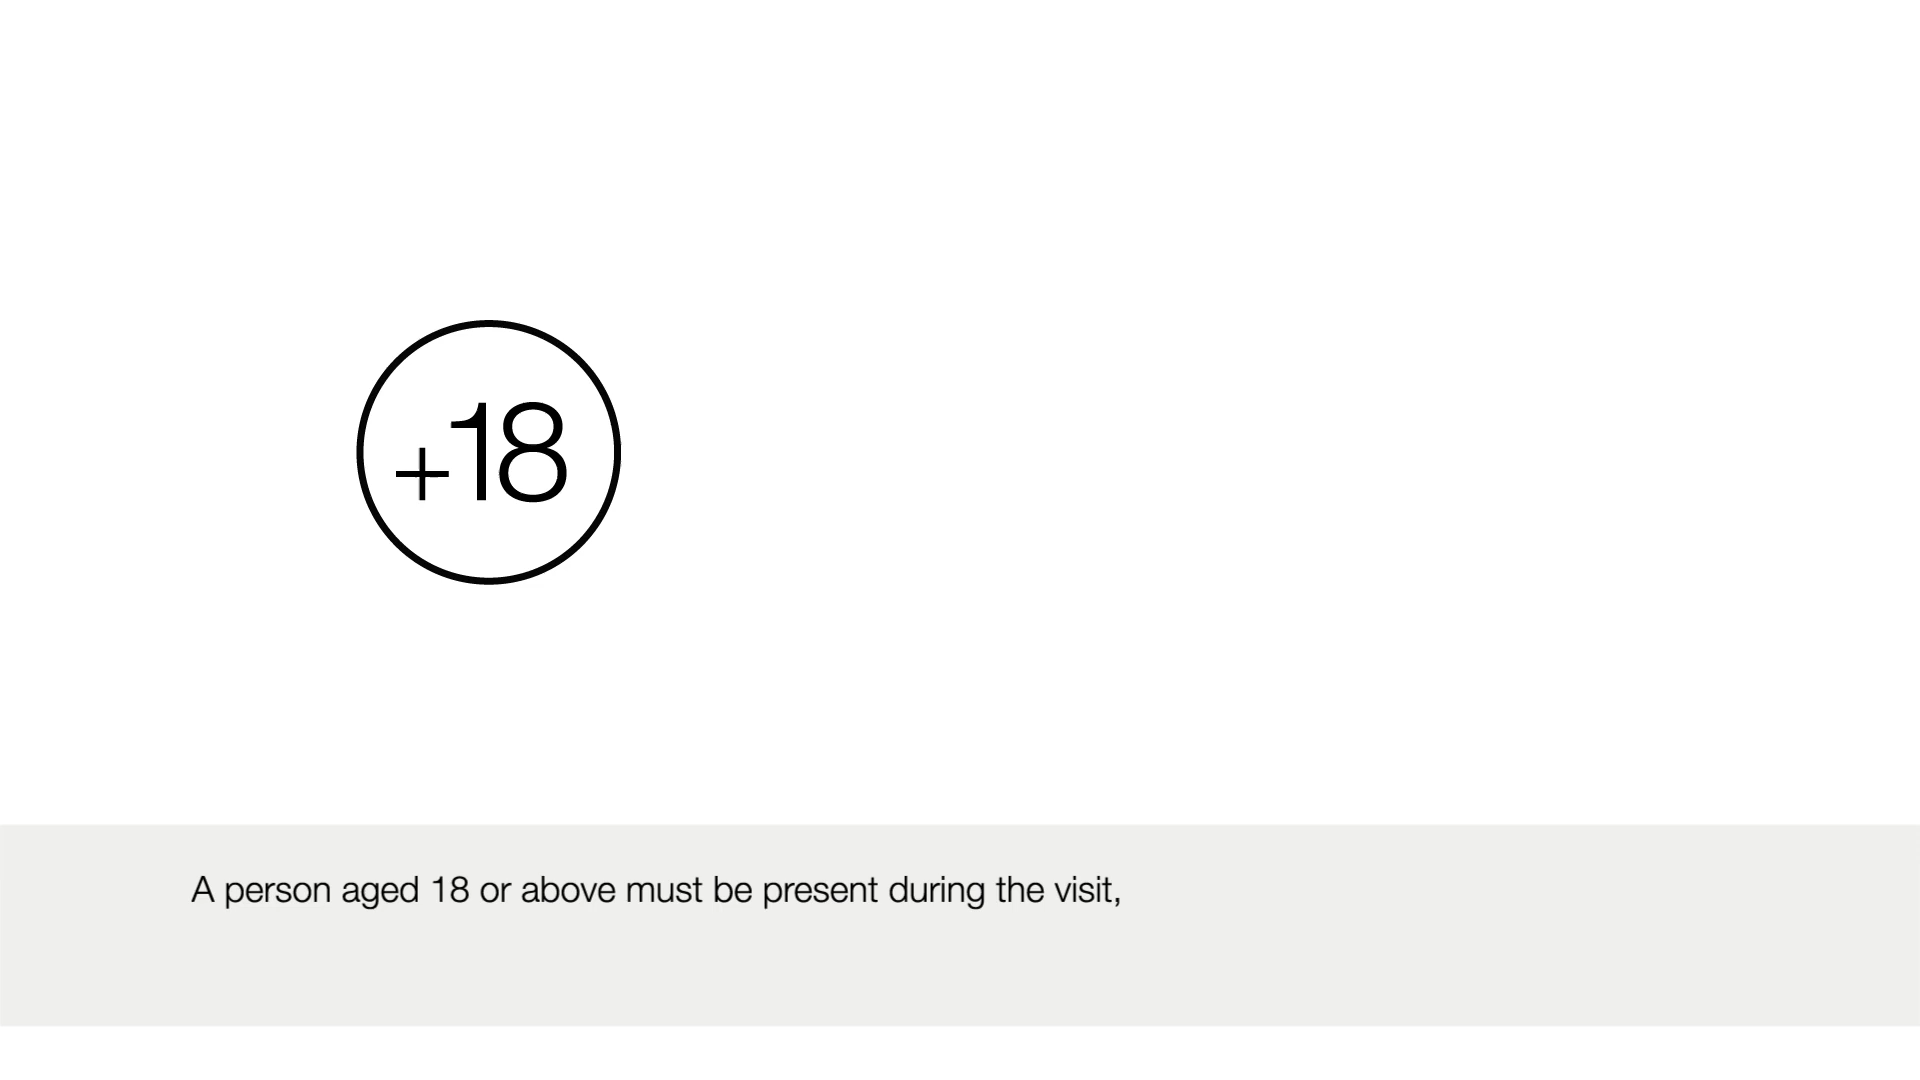 +18
A person aged 18 or above must be present during the visit,